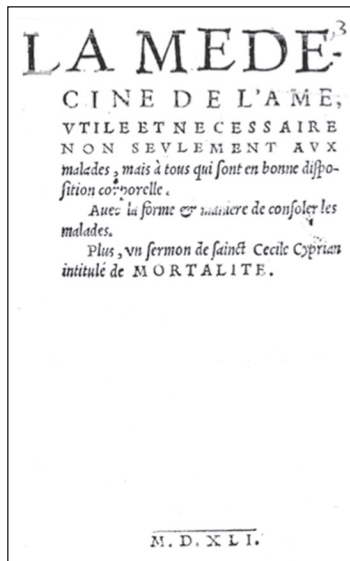 LA MEDE-
CINE DE L'AME,
VTILE ET NECESSAIRE
NON SEVLEMENT AVX
malades, mais à tous qui ſont en bonne diſpo-
ſition corporelle.
Auec la forme & maniere de conſoler les
malades.
Plus, vn ſermon de ſainct Cecile Cyprian
intitulé de MORTALITE.
M. D. XLI.